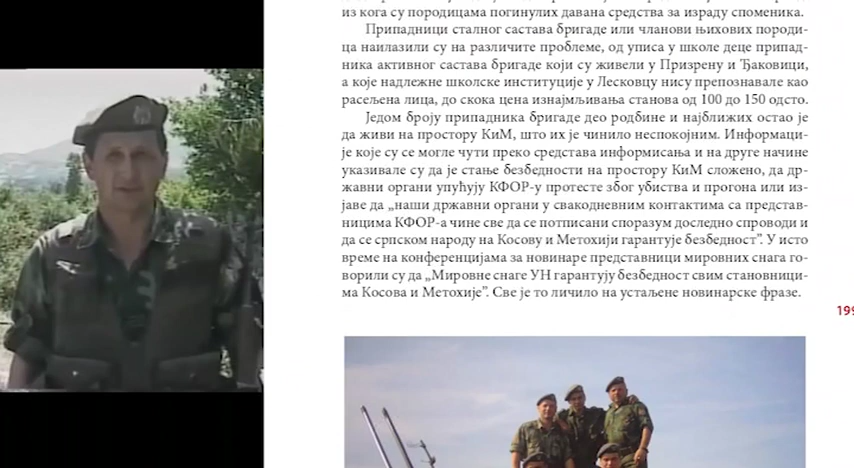 из кога су породицама погинулих давана средства за израду споменика.
Припадници сталног састава бригаде или чланови њихових породи-
ца наилазили су на различите проблеме, од уписа у школе деце припад-
ника активног састава бригаде који су живели у Призрену и Ђаковици,
а које надлежне школске институције у Лесковцу нису препознавале као
расељена лица, до скока цена изнајмљивања станова од 100 до 150 одсто.
Једом броју припадника бригаде део родбине и најближих остао је
да живи на простору КиМ, што их је чинило неспокојним. Информаци-
је које су се могле чути преко средстава информисања и на друге начине
указивале су да је стање безбедности на простору КиМ сложено, да др-
жавни органи упућују КФОР-у протесте због убиства и прогона или из-
јаве да „наши државни органи у свакодневним контактима са представ-
ницима КФОР-а чине све да се потписани споразум доследно спроводи и
да се српском народу на Косову и Метохији гарантује безбедност”. У исто
време на конференцијама за новинаре представници мировних снага го-
ворили су да „Мировне снаге УН гарантују безбедност свим становници-
ма Косова и Метохије”. Све је то личило на устаљене новинарске фразе.
199